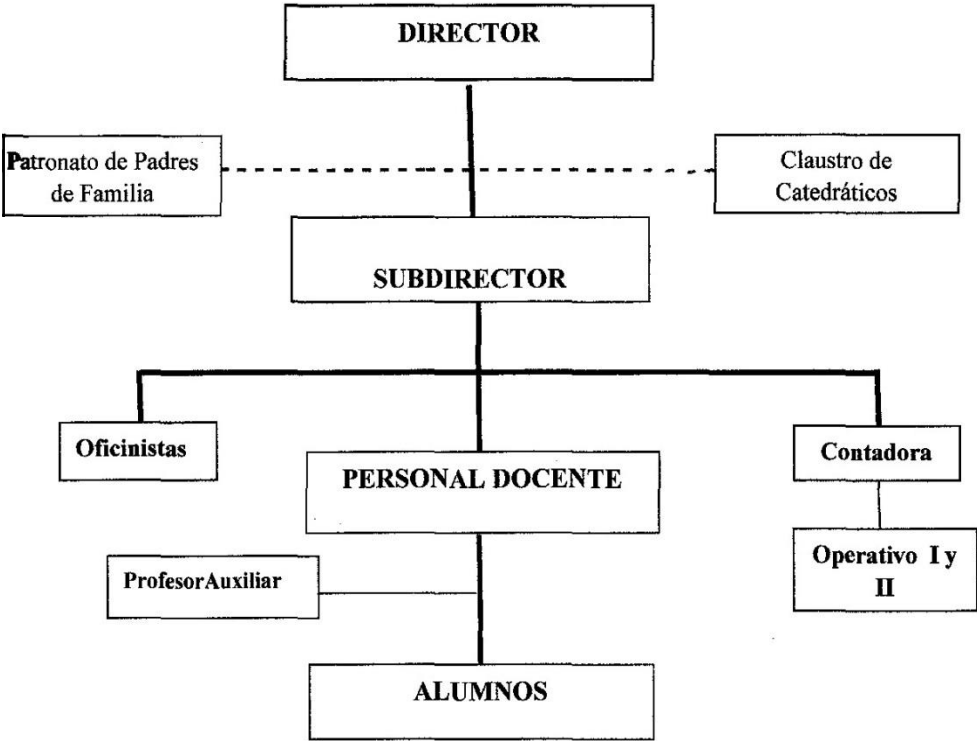 DIRECTOR
Patronato de Padres
de Familia
Claustro de
Catedráticos
SUBDIRECTOR
Oficinistas
PERSONAL DOCENTE
Contadora
ProfesorAuxiliar
Operativo I y
II
ALUMNOS